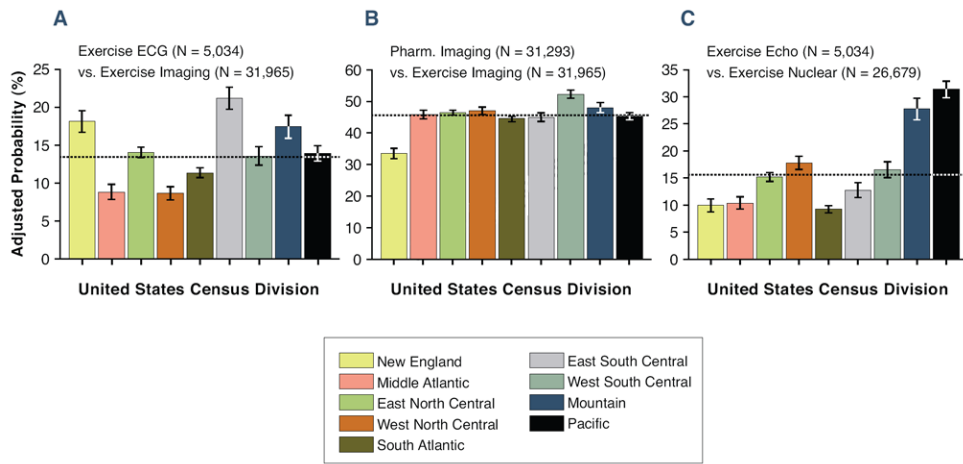 A
B
C
Exercise ECG (N = 5,034)
vs. Exercise Imaging (N = 31,965)
Pharm. Imaging (N = 31,293)
vs. Exercise Imaging (N = 31,965)
Exercise Echo (N = 5,034)
vs. Exercise Nuclear (N = 26,679)
Adjusted Probability (%)
25
20
15
10
5
0
60
50
40
30
20
10
0
35
30
25
20
15
10
5
0
United States Census Division
United States Census Division
United States Census Division
New England
Middle Atlantic
East North Central
West North Central
South Atlantic
East South Central
West South Central
Mountain
Pacific